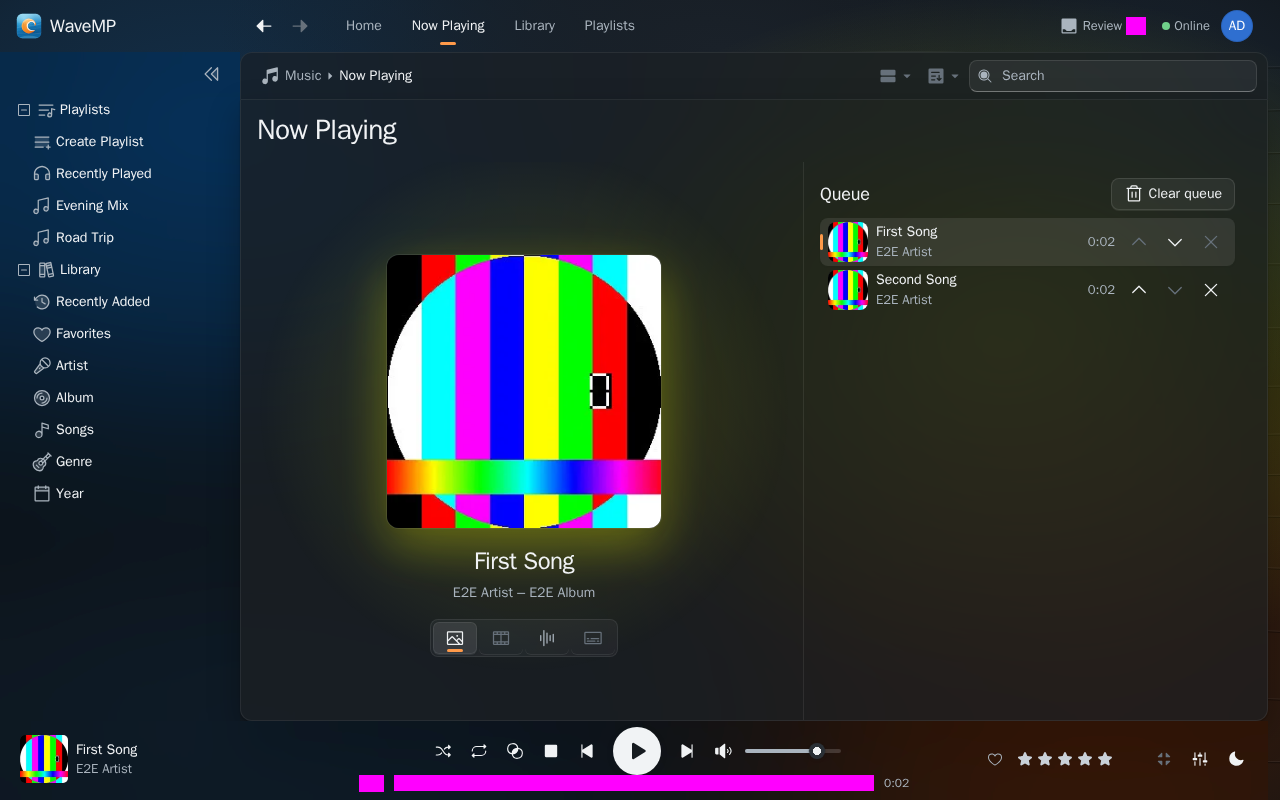 WaveMP
Home
Now Playing
Library
Playlists
Review
Online
AD
Music
Now Playing
Search
Playlists
Create Playlist
Recently Played
Evening Mix
Road Trip
Library
Recently Added
Favorites
Artist
Album
Songs
Genre
Year
Now Playing
First Song
E2E Artist – E2E Album
Queue
Clear queue
First Song
E2E Artist
0:02
Second Song
E2E Artist
0:02
First Song
E2E Artist
0:02